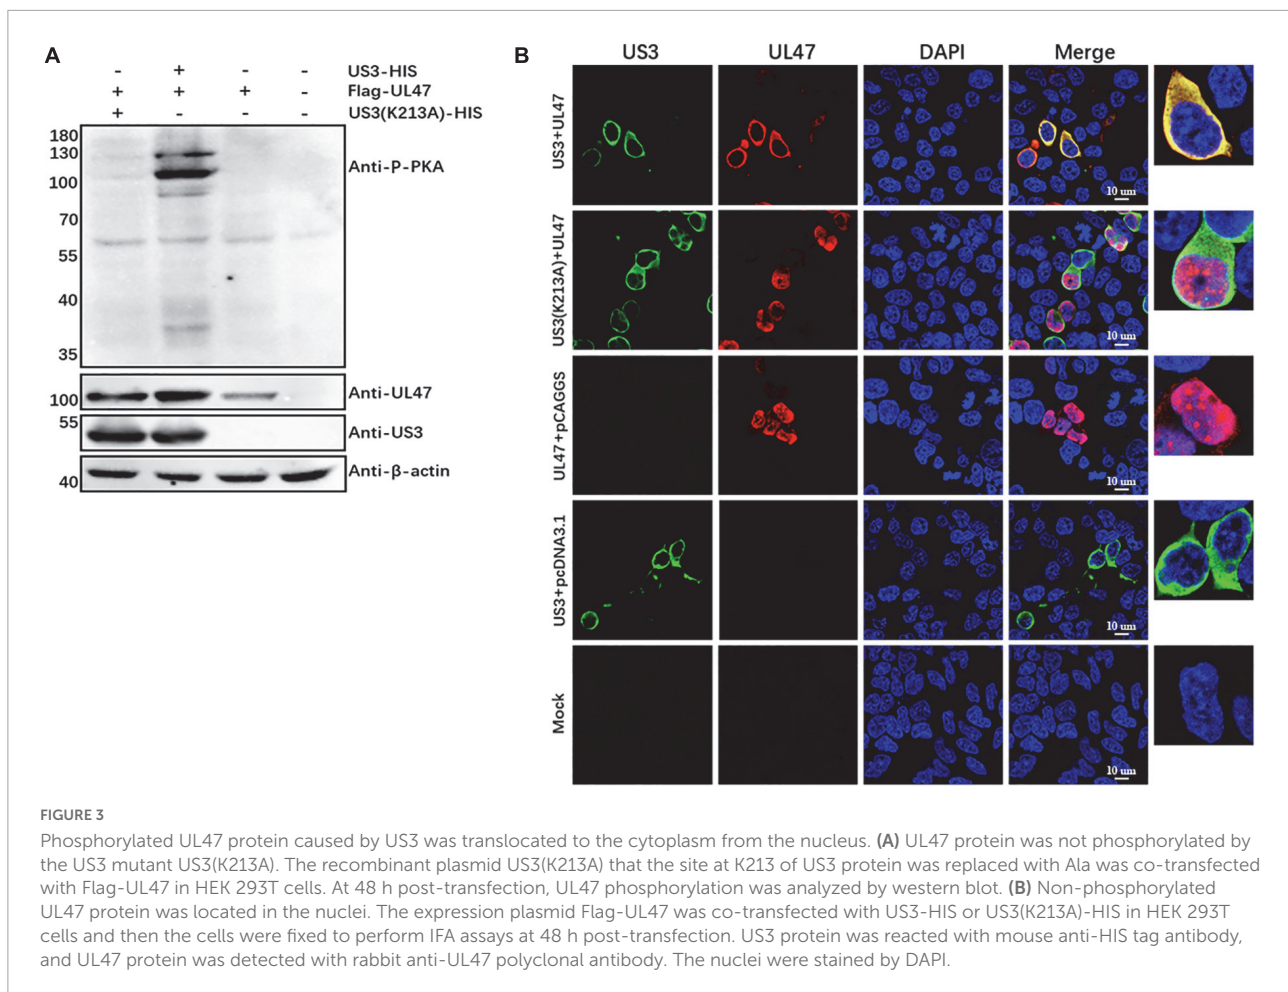 A
- + - - US3-HIS
+ + + - Flag-UL47
+ - - - US3(K213A)-HIS
180
130
100
70
55
40
35
Anti-P-PKA
100
Anti-UL47
55
Anti-US3
40
Anti-β-actin
B
US3 UL47 DAPI Merge
US3+UL47
10 um
US3(K213A)+UL47
10 um
UL47+pCAGGS
10 um
US3+pcDNA3.1
10 um
Mock
10 um
FIGURE 3
Phosphorylated UL47 protein caused by US3 was translocated to the cytoplasm from the nucleus. (A) UL47 protein was not phosphorylated by
the US3 mutant US3(K213A). The recombinant plasmid US3(K213A) that the site at K213 of US3 protein was replaced with Ala was co-transfected
with Flag-UL47 in HEK 293T cells. At 48 h post-transfection, UL47 phosphorylation was analyzed by western blot. (B) Non-phosphorylated
UL47 protein was located in the nuclei. The expression plasmid Flag-UL47 was co-transfected with US3-HIS or US3(K213A)-HIS in HEK 293T
cells and then the cells were fixed to perform IFA assays at 48 h post-transfection. US3 protein was reacted with mouse anti-HIS tag antibody,
and UL47 protein was detected with rabbit anti-UL47 polyclonal antibody. The nuclei were stained by DAPI.